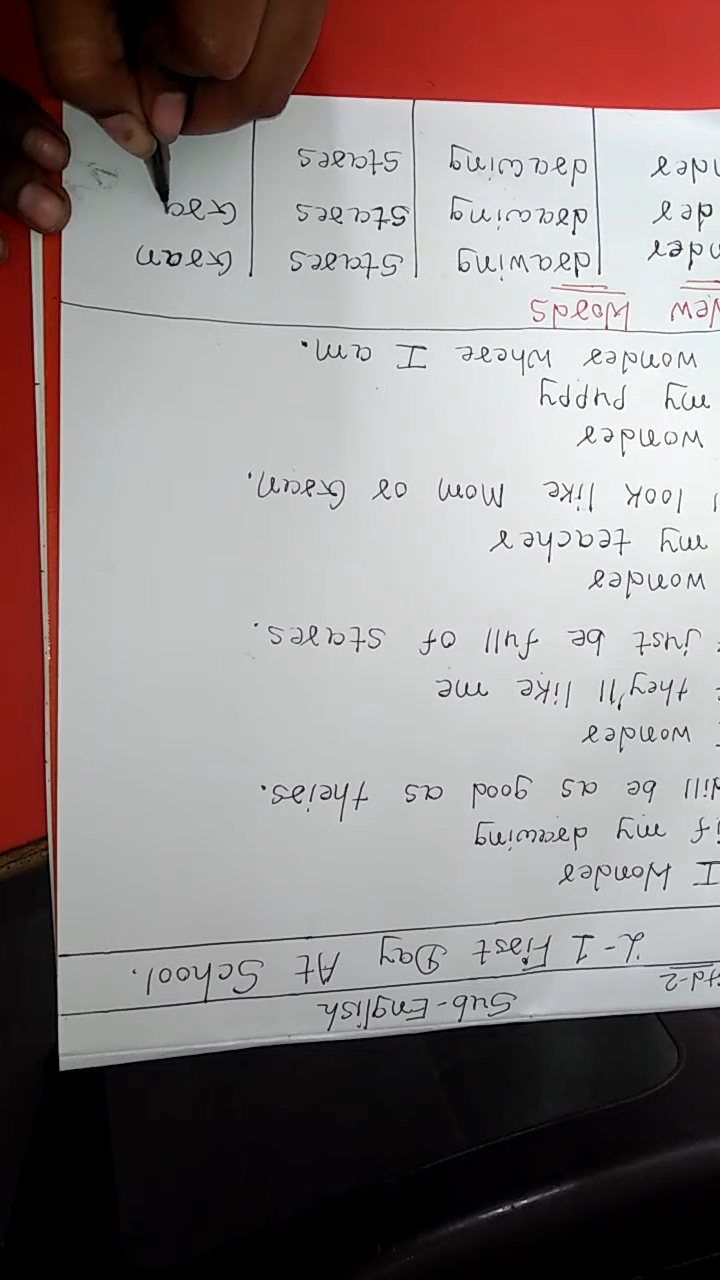 Sub-English
td-2 L-1 First Day At School.
I Wonder
if my drawing
will be as good as theirs.
I wonder
they'll like me
just be full of stares.
wonder
my teacher
look like Mom or Gran.
wonder
my puppy
wonder where I am.
New Words
nder drawing Stares Gran
der drawing stares Gra
nder drawing stares